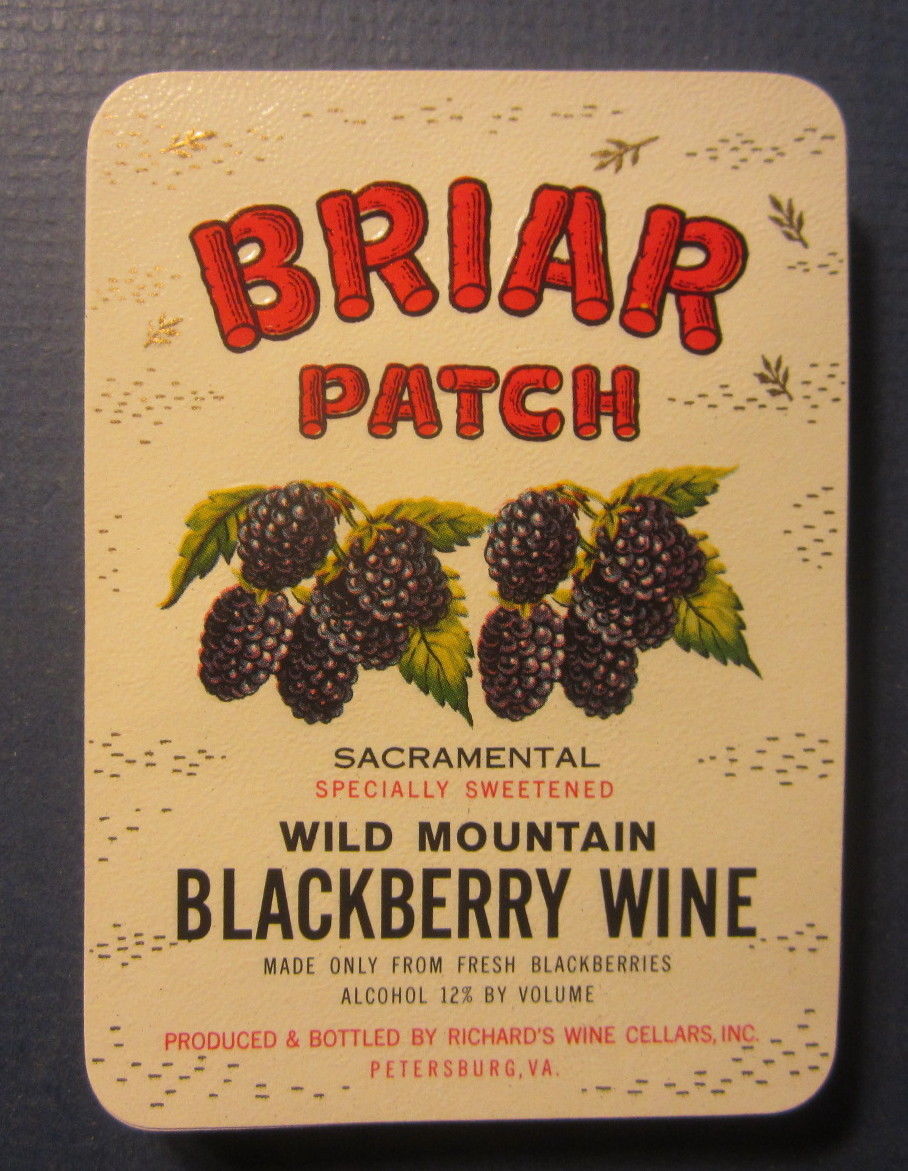 BRIAR
PATCH
SACRAMENTAL
SPECIALLY SWEETENED
WILD MOUNTAIN
BLACKBERRY WINE
MADE ONLY FROM FRESH BLACKBERRIES
ALCOHOL 12% BY VOLUME
PRODUCED & BOTTLED BY RICHARD'S WINE CELLARS, INC.
PETERSBURG, VA.